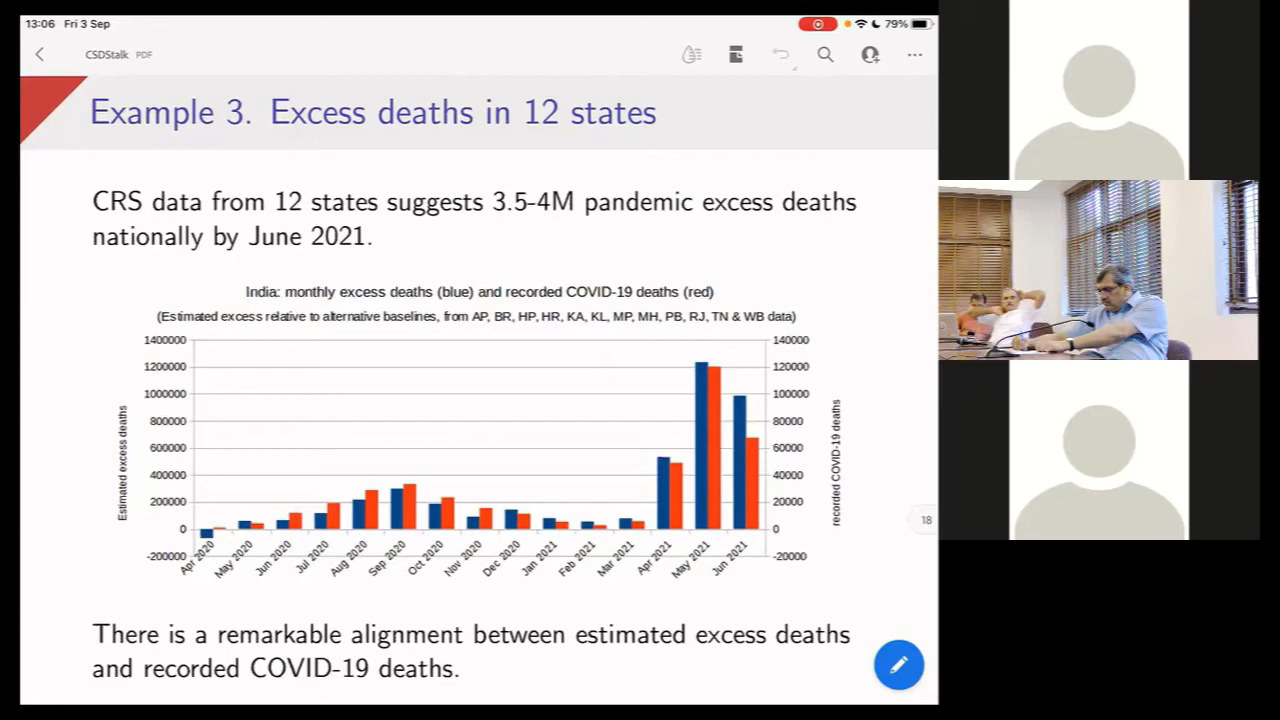 13:06 Fri 3 Sep
79%
CSDStalk PDF
Example 3. Excess deaths in 12 states
CRS data from 12 states suggests 3.5-4M pandemic excess deaths
nationally by June 2021.
India: monthly excess deaths (blue) and recorded COVID-19 deaths (red)
(Estimated excess relative to alternative baselines, from AP, BR, HP, HR, KA, KL, MP, MH, PB, RJ, TN & WB data)
1400000 140000
1200000 120000
1000000 100000
800000 80000
600000 60000
400000 40000
200000 20000
0 0
-200000 -20000
Estimated excess deaths
recorded COVID-19 deaths
Apr 2020 May 2020 Jun 2020 Jul 2020 Aug 2020 Sep 2020 Oct 2020 Nov 2020 Dec 2020 Jan 2021 Feb 2021 Mar 2021 Apr 2021 May 2021 Jun 2021
18
There is a remarkable alignment between estimated excess deaths
and recorded COVID-19 deaths.